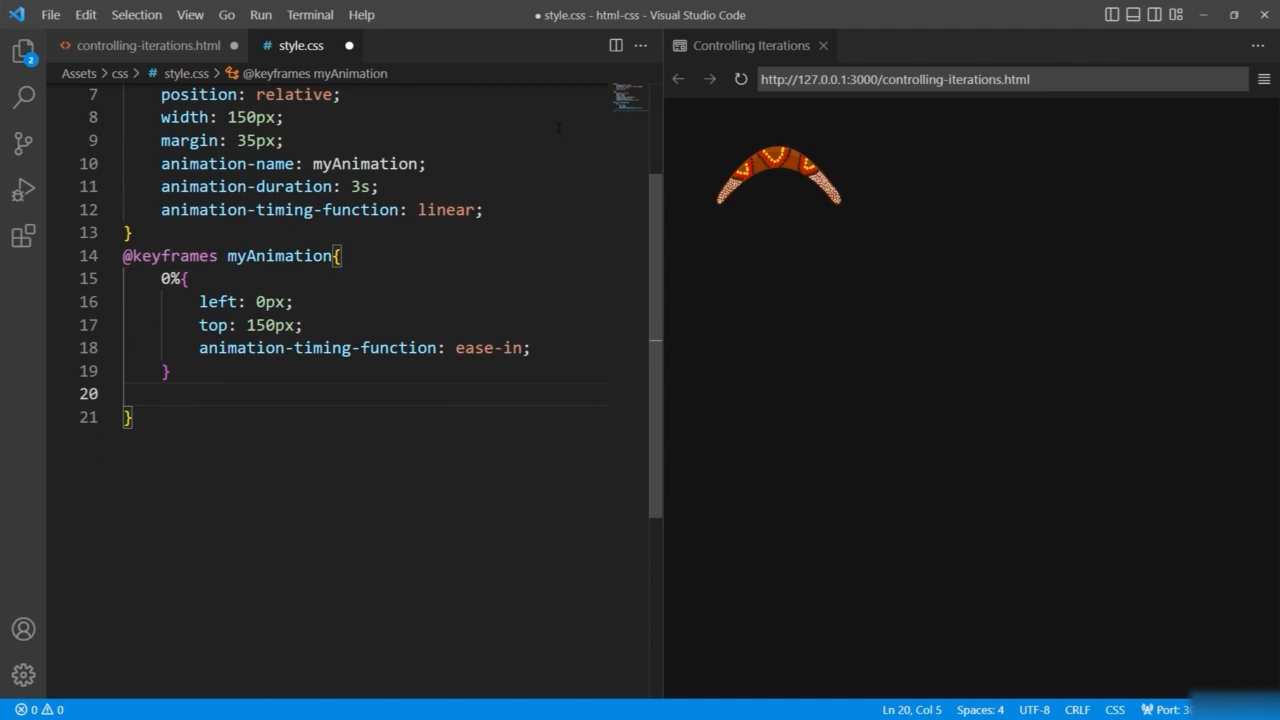 File Edit Selection View Go Run Terminal Help
● style.css - html-css - Visual Studio Code
controlling-iterations.html
# style.css
Controlling Iterations
Assets > css > # style.css > @keyframes myAnimation
http://127.0.0.1:3000/controlling-iterations.html
2
7 position: relative;
8 width: 150px;
9 margin: 35px;
10 animation-name: myAnimation;
11 animation-duration: 3s;
12 animation-timing-function: linear;
13 }
14 @keyframes myAnimation{
15 0%{
16 left: 0px;
17 top: 150px;
18 animation-timing-function: ease-in;
19 }
20
21 }
0 0
Ln 20, Col 5
Spaces: 4
UTF-8
CRLF
CSS
Port: